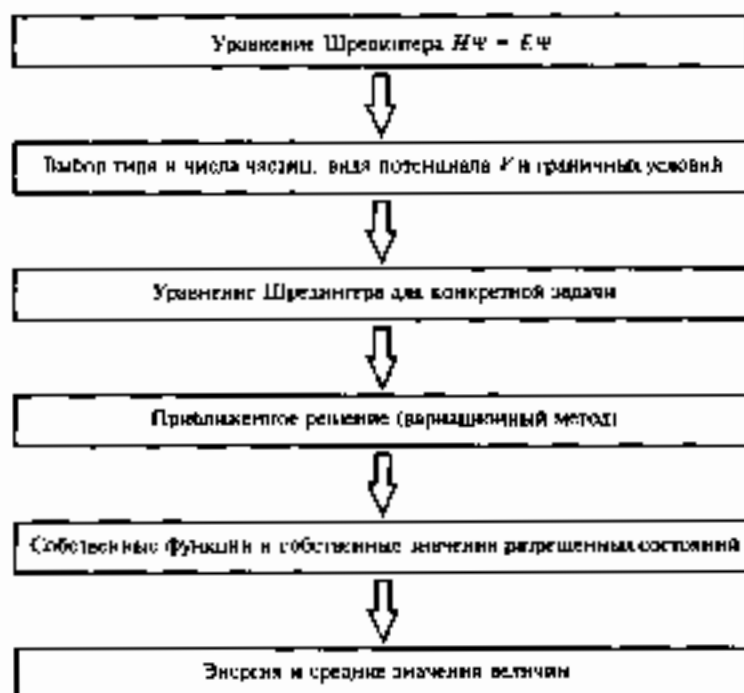 Уравнение Шредингера HΨ = EΨ
Выбор типа и числа частиц, вида потенциала V и граничных условий
Уравнение Шредингера для конкретной задачи
Приближенное решение (вариационный метод)
Собственные функции и собственные значения разрешенных состояний
Энергия и средние значения величин